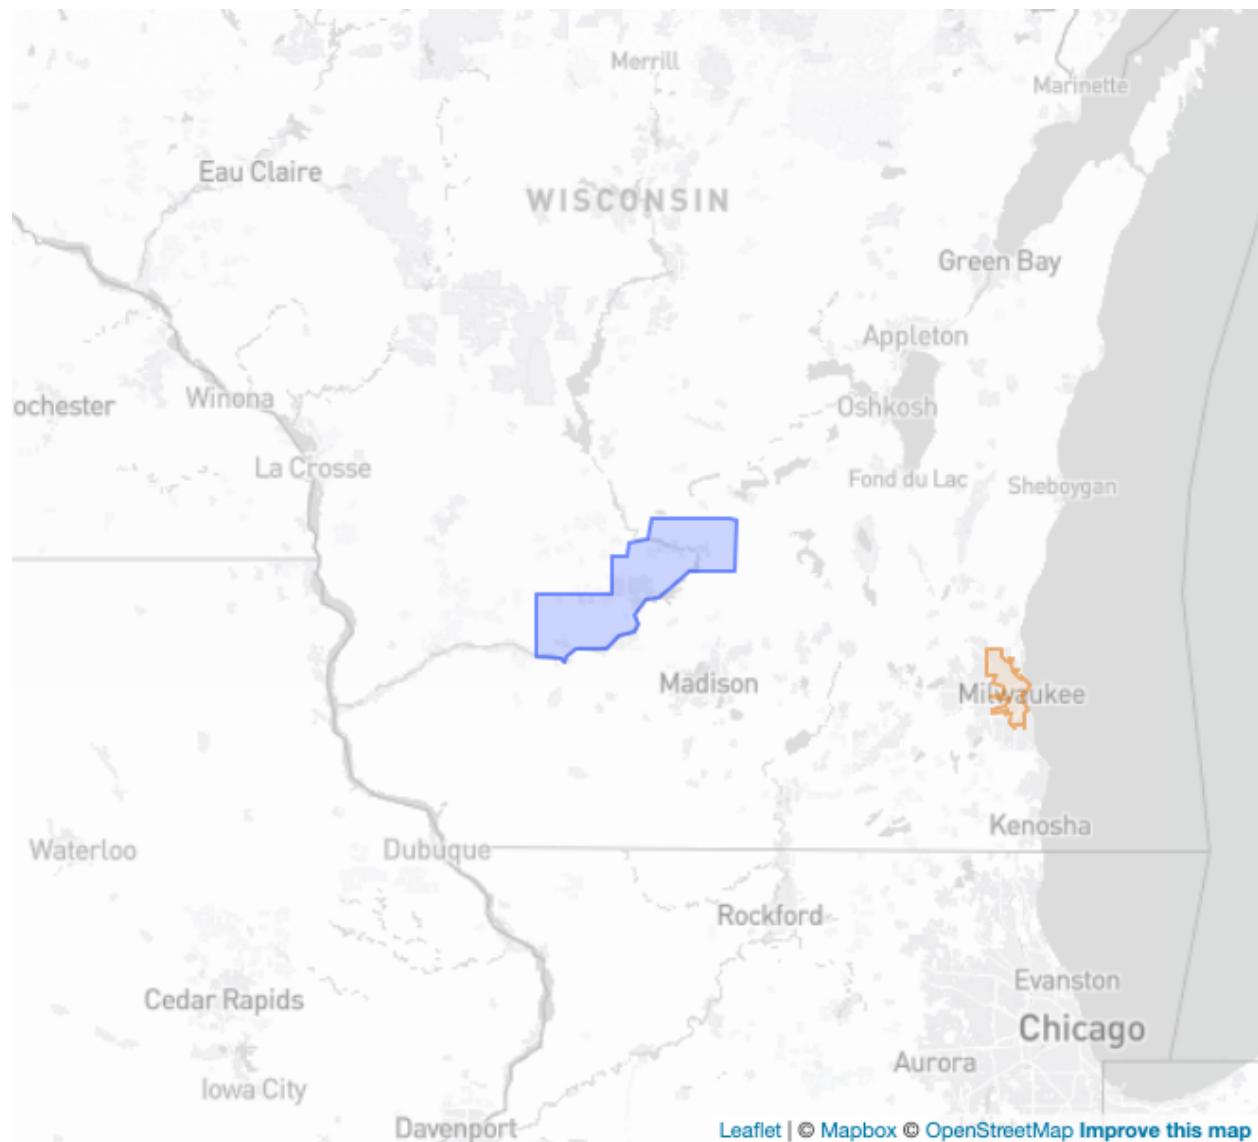 Merrill
Marinette
Eau Claire
WISCONSIN
Green Bay
Appleton
Winona
ochester
Oshkosh
La Crosse
Fond du Lac
Sheboygan
Madison
Milwaukee
Kenosha
Waterloo
Dubuque
Rockford
Evanston
Cedar Rapids
Chicago
Aurora
Iowa City
Davenport
Leaflet | © Mapbox © OpenStreetMap Improve this map